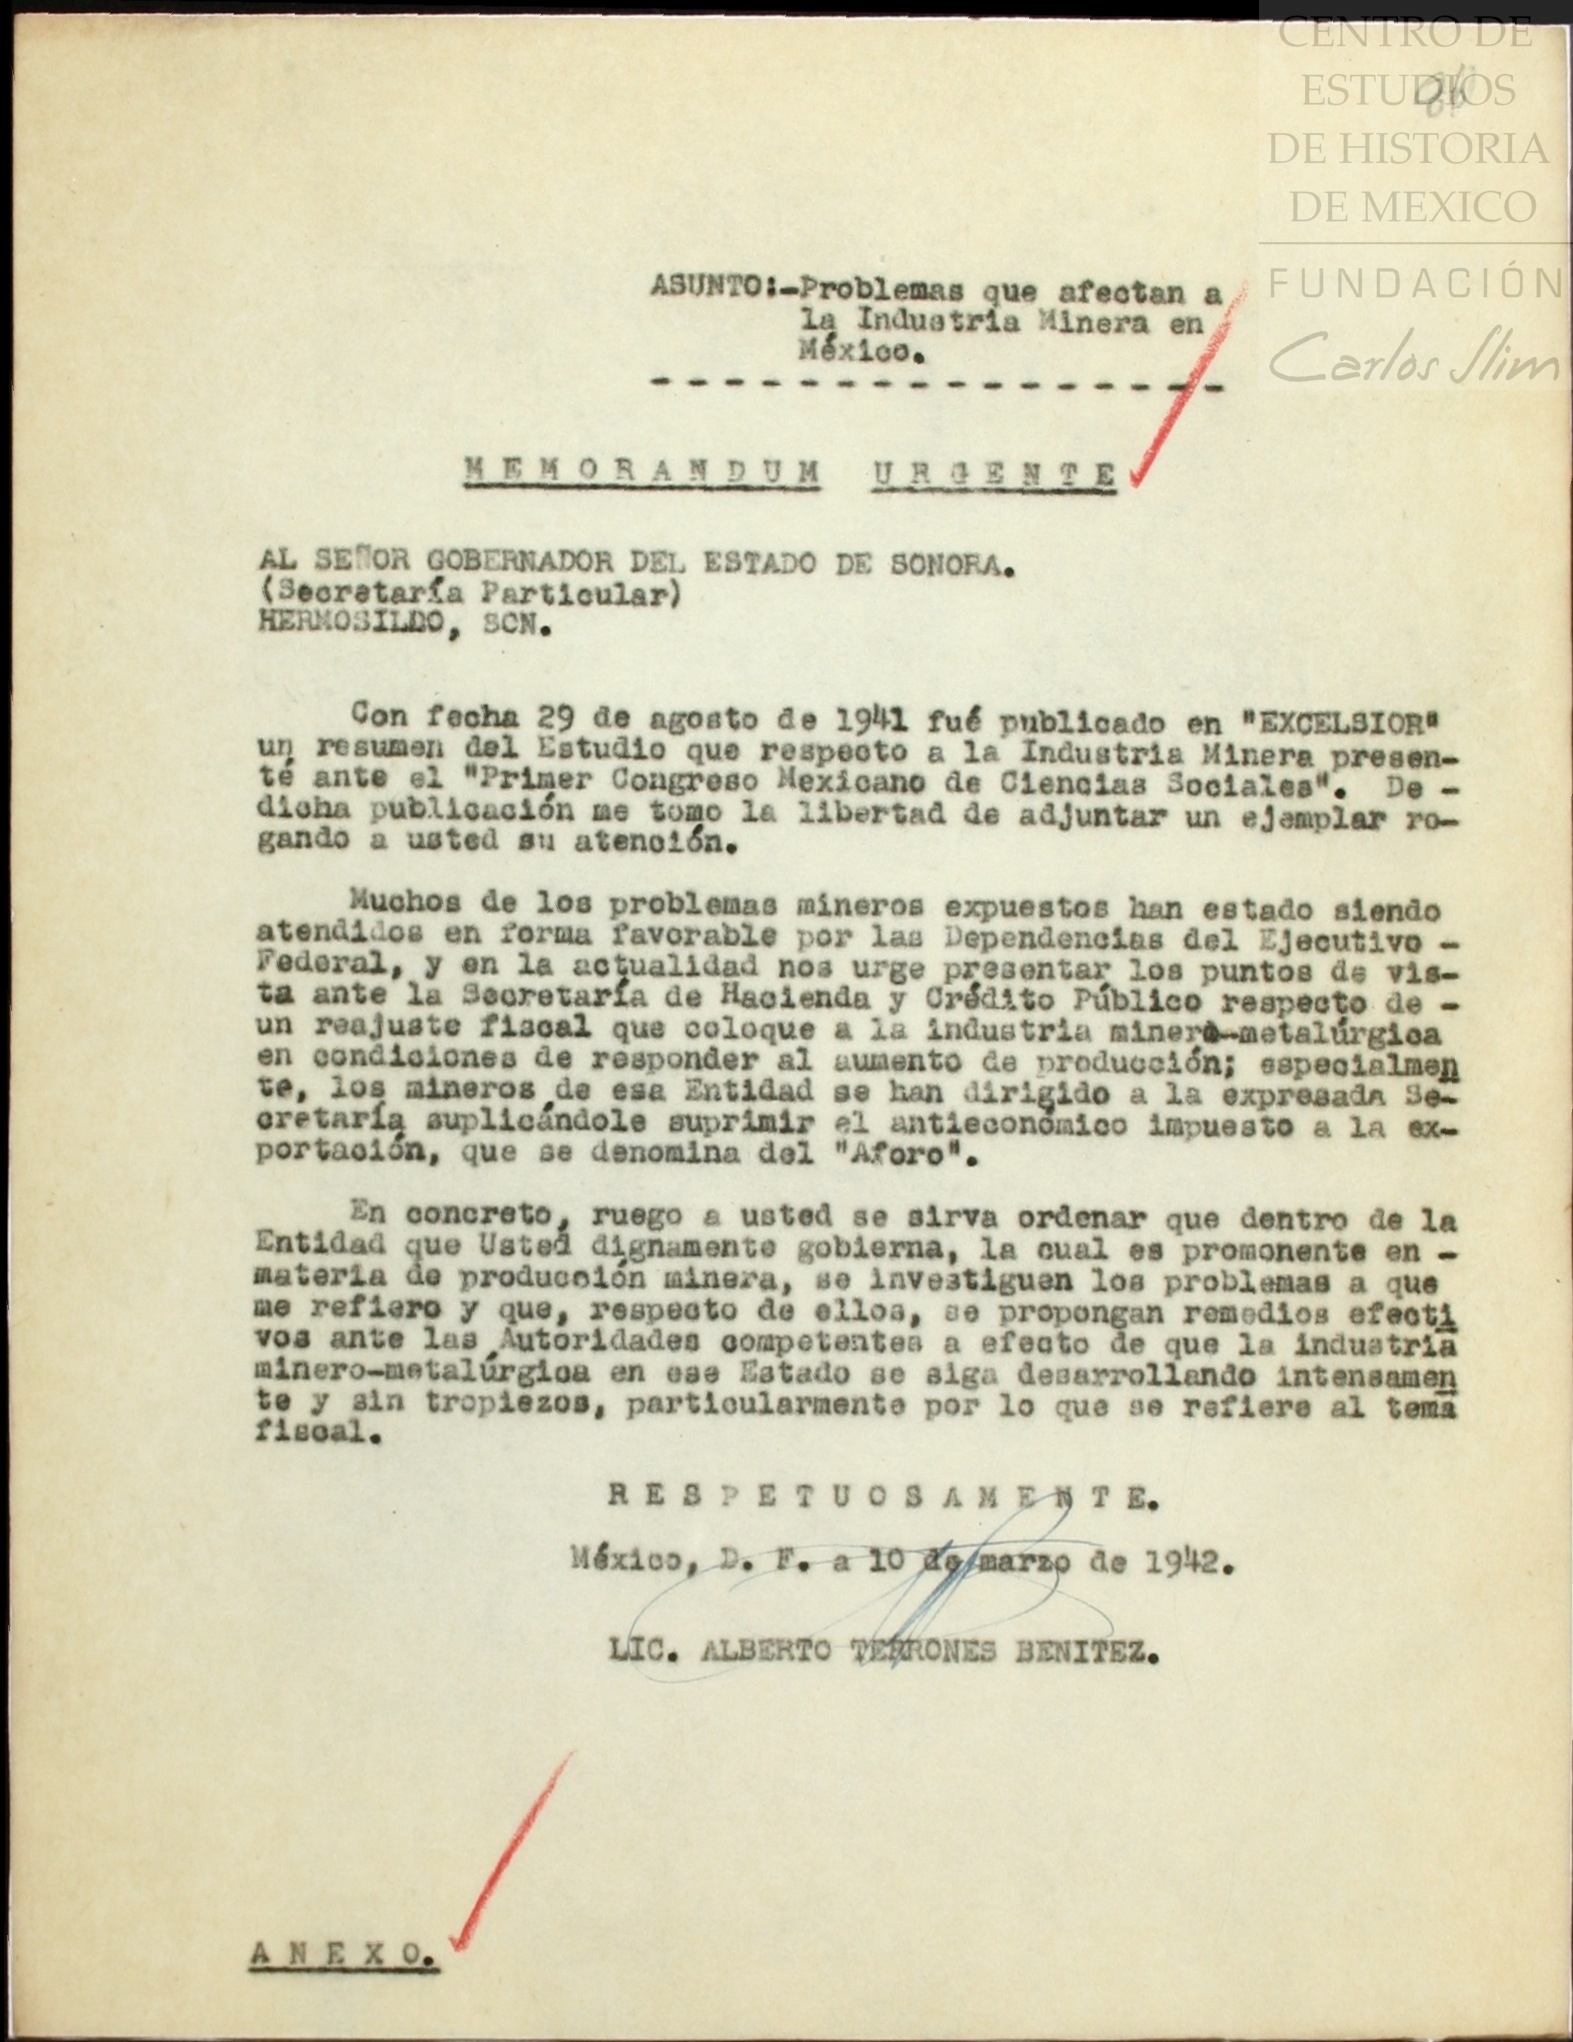 CENTRO DE
ESTUDIOS
DE HISTORIA
DE MEXICO
FUNDACIÓN
Carlos Slim
ASUNTO:-Problemas que afectan a
la Industria Minera en
México.
- - - - - - - - - - - - - - - -
M E M O R A N D U M   U R G E N T E
AL SEÑOR GOBERNADOR DEL ESTADO DE SONORA.
(Secretaría Particular)
HERMOSILLO, SON.
Con fecha 29 de agosto de 1941 fué publicado en "EXCELSIOR"
un resumen del Estudio que respecto a la Industria Minera presen-
té ante el "Primer Congreso Mexicano de Ciencias Sociales". De -
dicha publicación me tomo la libertad de adjuntar un ejemplar ro-
gando a usted su atención.
Muchos de los problemas mineros expuestos han estado siendo
atendidos en forma favorable por las Dependencias del Ejecutivo -
Federal, y en la actualidad nos urge presentar los puntos de vis-
ta ante la Secretaría de Hacienda y Crédito Público respecto de -
un reajuste fiscal que coloque a la industria minero-metalúrgica
en condiciones de responder al aumento de producción; especialmen
te, los mineros de esa Entidad se han dirigido a la expresada Se-
cretaría suplicándole suprimir el antieconómico impuesto a la ex-
portación, que se denomina del "Aforo".
En concreto, ruego a usted se sirva ordenar que dentro de la
Entidad que Usted dignamente gobierna, la cual es promonente en -
materia de producción minera, se investiguen los problemas a que
me refiero y que, respecto de ellos, se propongan remedios efecti
vos ante las Autoridades competentes a efecto de que la industria
minero-metalúrgica en ese Estado se siga desarrollando intensamen
te y sin tropiezos, particularmente por lo que se refiere al tema
fiscal.
R E S P E T U O S A M E N T E.
México, D. F. a 10 de marzo de 1942.
LIC. ALBERTO TERRONES BENITEZ.
A N E X O.